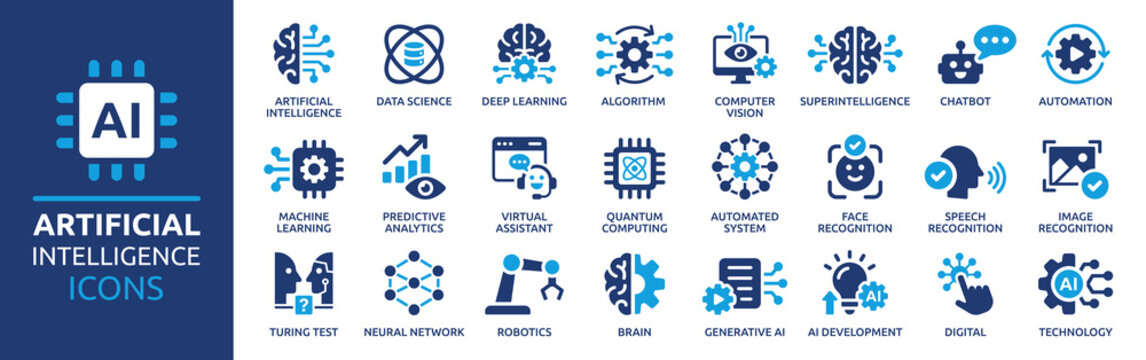 AI
ARTIFICIAL
INTELLIGENCE
ICONS
ARTIFICIAL
INTELLIGENCE
DATA SCIENCE
DEEP LEARNING
ALGORITHM
COMPUTER
VISION
SUPERINTELLIGENCE
CHATBOT
AUTOMATION
MACHINE
LEARNING
PREDICTIVE
ANALYTICS
VIRTUAL
ASSISTANT
QUANTUM
COMPUTING
AUTOMATED
SYSTEM
FACE
RECOGNITION
SPEECH
RECOGNITION
IMAGE
RECOGNITION
?
TURING TEST
NEURAL NETWORK
ROBOTICS
BRAIN
GENERATIVE AI
AI
AI DEVELOPMENT
DIGITAL
AI
TECHNOLOGY